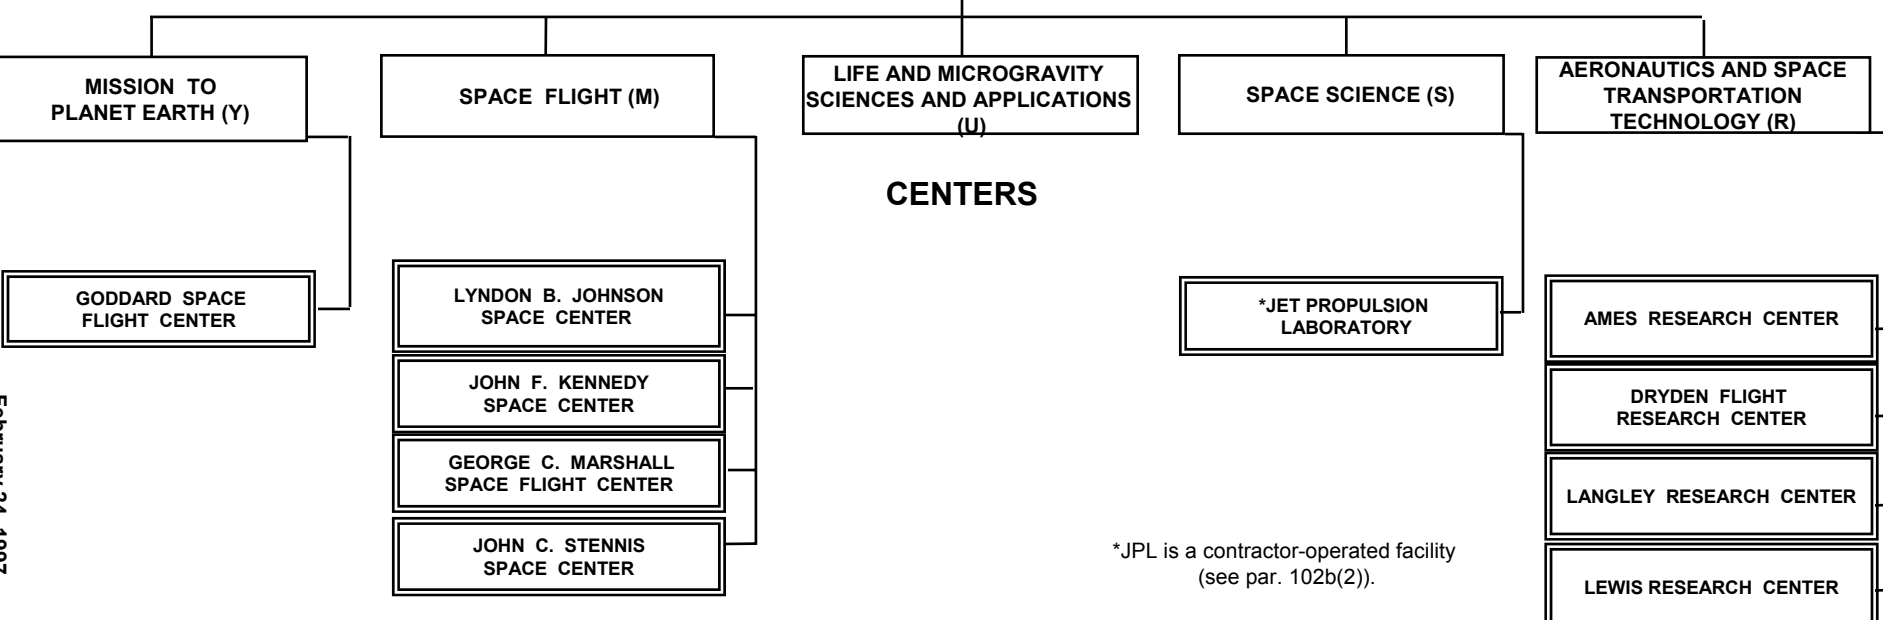 MISSION TO
PLANET EARTH (Y)
SPACE FLIGHT (M)
LIFE AND MICROGRAVITY
SCIENCES AND APPLICATIONS
(U)
SPACE SCIENCE (S)
AERONAUTICS AND SPACE
TRANSPORTATION
TECHNOLOGY (R)
CENTERS
GODDARD SPACE
FLIGHT CENTER
LYNDON B. JOHNSON
SPACE CENTER
JOHN F. KENNEDY
SPACE CENTER
GEORGE C. MARSHALL
SPACE FLIGHT CENTER
JOHN C. STENNIS
SPACE CENTER
*JET PROPULSION
LABORATORY
*JPL is a contractor-operated facility
(see par. 102b(2)).
AMES RESEARCH CENTER
DRYDEN FLIGHT
RESEARCH CENTER
LANGLEY RESEARCH CENTER
LEWIS RESEARCH CENTER